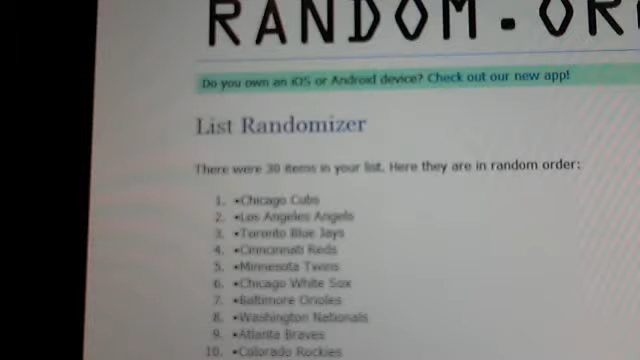 RANDOM.OR
Do you own an iOS or Android device? Check out our new app!
List Randomizer
There were 30 items in your list. Here they are in random order:
1. •Chicago Cubs
2. •Los Angeles Angels
3. •Toronto Blue Jays
4. •Cincinnati Reds
5. •Minnesota Twins
6. •Chicago White Sox
7. •Baltimore Orioles
8. •Washington Nationals
9. •Atlanta Braves
10. •Colorado Rockies